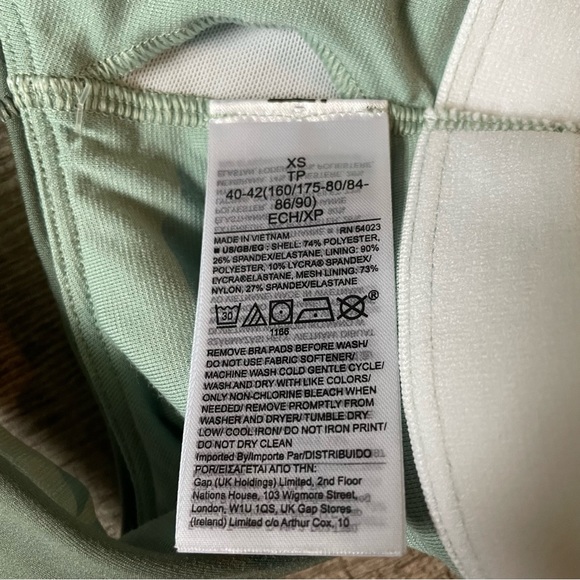 XS
TP
40-42(160/175-80/84-
86/90)
ECH/XP
MADE IN VIETNAM RN 54023
US/GB/EG : SHELL: 74% POLYESTER,
26% SPANDEX/ELASTANE, LINING: 90%
POLYESTER, 10% LYCRA® SPANDEX/
LYCRA®ELASTANE, MESH LINING: 73%
NYLON, 27% SPANDEX/ELASTANE
30 ®
1166
REMOVE BRA PADS BEFORE WASH/
DO NOT USE FABRIC SOFTENER/
MACHINE WASH COLD GENTLE CYCLE/
WASH AND DRY WITH LIKE COLORS/
ONLY NON-CHLORINE BLEACH WHEN
NEEDED/ REMOVE PROMPTLY FROM
WASHER AND DRYER/ TUMBLE DRY
LOW/ COOL IRON/ DO NOT IRON PRINT/
DO NOT DRY CLEAN
Imported By/Importe Par/DISTRIBUIDO
POR/ΕΙΣΑΓΕΤΑΙ ΑΠΟ ΤΗΝ:
Gap (UK Holdings) Limited, 2nd Floor
Nations House, 103 Wigmore Street,
London, W1U 1QS, UK Gap Stores
(Ireland) Limited c/o Arthur Cox, 10